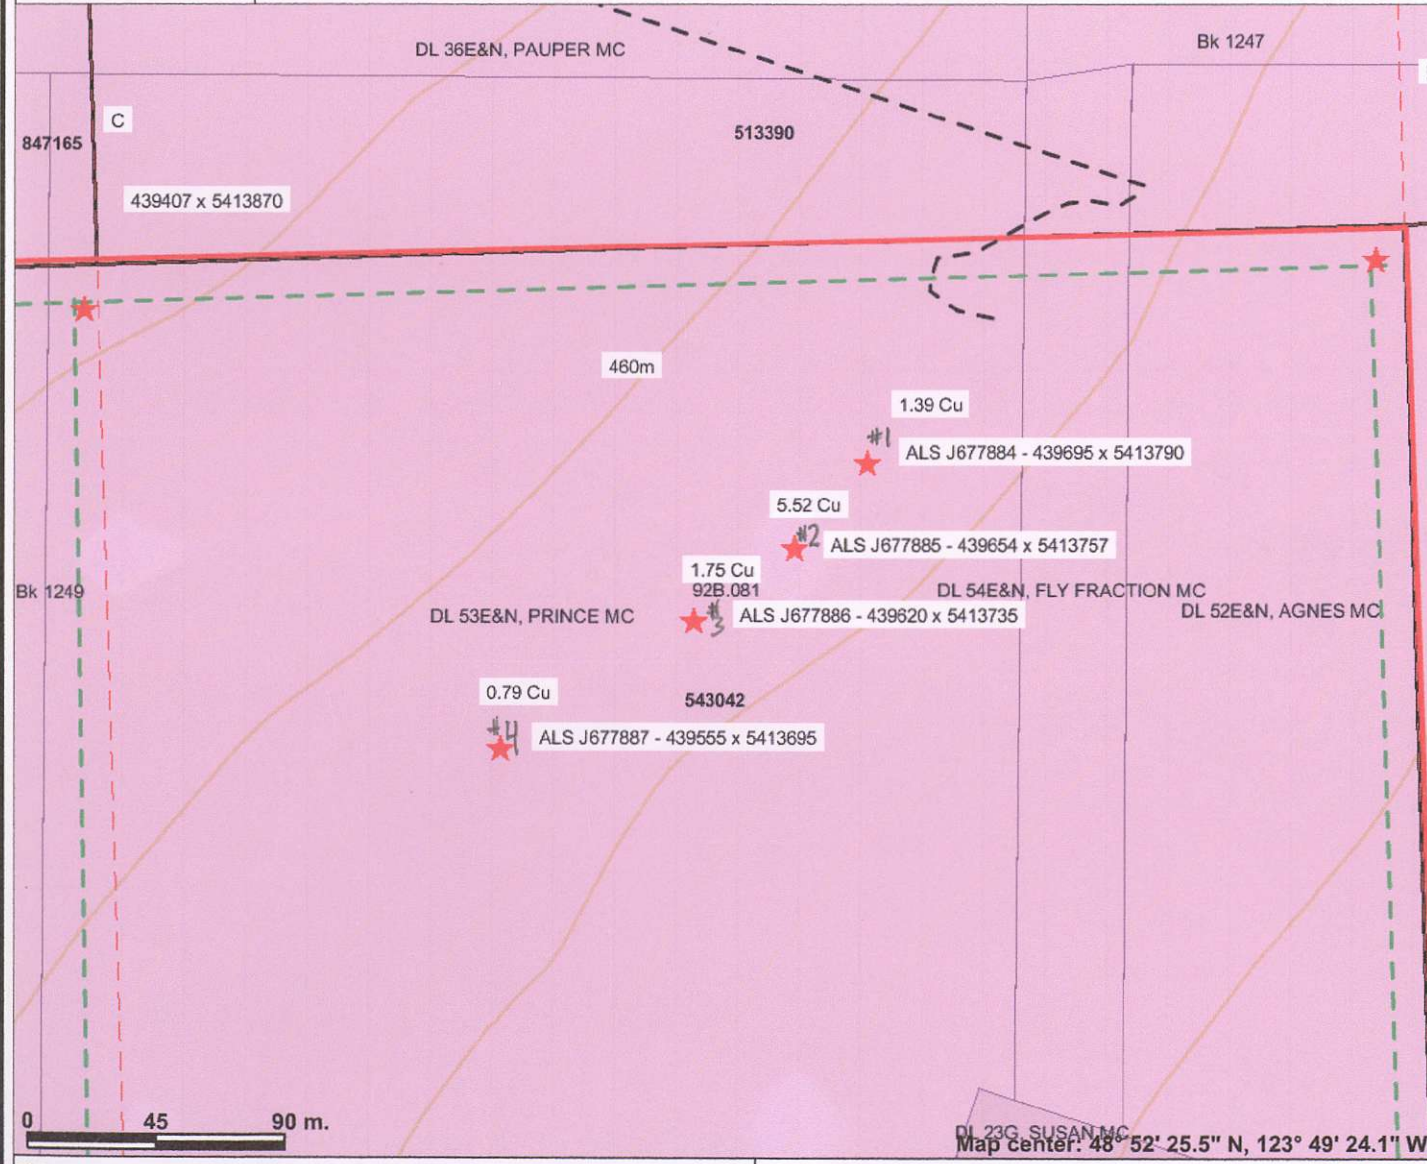 DL 36E&N, PAUPER MC
Bk 1247
C
513390
847165
439407 x 5413870
460m
1.39 Cu
#1
ALS J677884 - 439695 x 5413790
5.52 Cu
#2
ALS J677885 - 439654 x 5413757
1.75 Cu
92B.081
Bk 1249
DL 54E&N, FLY FRACTION MC
DL 53E&N, PRINCE MC
#3
ALS J677886 - 439620 x 5413735
DL 52E&N, AGNES MC
0.79 Cu
543042
#4
ALS J677887 - 439555 x 5413695
0 45 90 m.
DL 23G, SUSAN MC
Map center: 48° 52' 25.5" N, 123° 49' 24.1" W